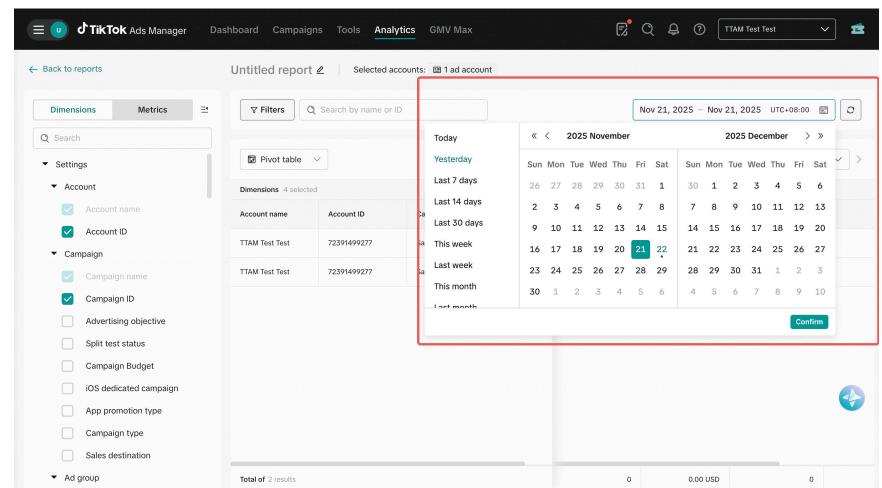 U TikTok Ads Manager Dashboard Campaigns Tools Analytics GMV Max TTAM Test Test
← Back to reports Untitled report Selected accounts: 1 ad account
Dimensions Metrics
Filters Search by name or ID Nov 21, 2025 – Nov 21, 2025 UTC+08:00
Search
Settings
Account
Account name
Account ID
Campaign
Campaign name
Campaign ID
Advertising objective
Split test status
Campaign Budget
iOS dedicated campaign
App promotion type
Campaign type
Sales destination
Ad group
Pivot table
Dimensions 4 selected
Account name Account ID
TTAM Test Test 72391499277
TTAM Test Test 72391499277
Total of 2 results 0 0.00 USD 0
Today
Yesterday
Last 7 days
Last 14 days
Last 30 days
This week
Last week
This month
Last month
« < 2025 November
Sun Mon Tue Wed Thu Fri Sat
26 27 28 29 30 31 1
2 3 4 5 6 7 8
9 10 11 12 13 14 15
16 17 18 19 20 21 22
23 24 25 26 27 28 29
30 1 2 3 4 5 6
2025 December > »
Sun Mon Tue Wed Thu Fri Sat
30 1 2 3 4 5 6
7 8 9 10 11 12 13
14 15 16 17 18 19 20
21 22 23 24 25 26 27
28 29 30 31 1 2 3
4 5 6 7 8 9 10
Confirm